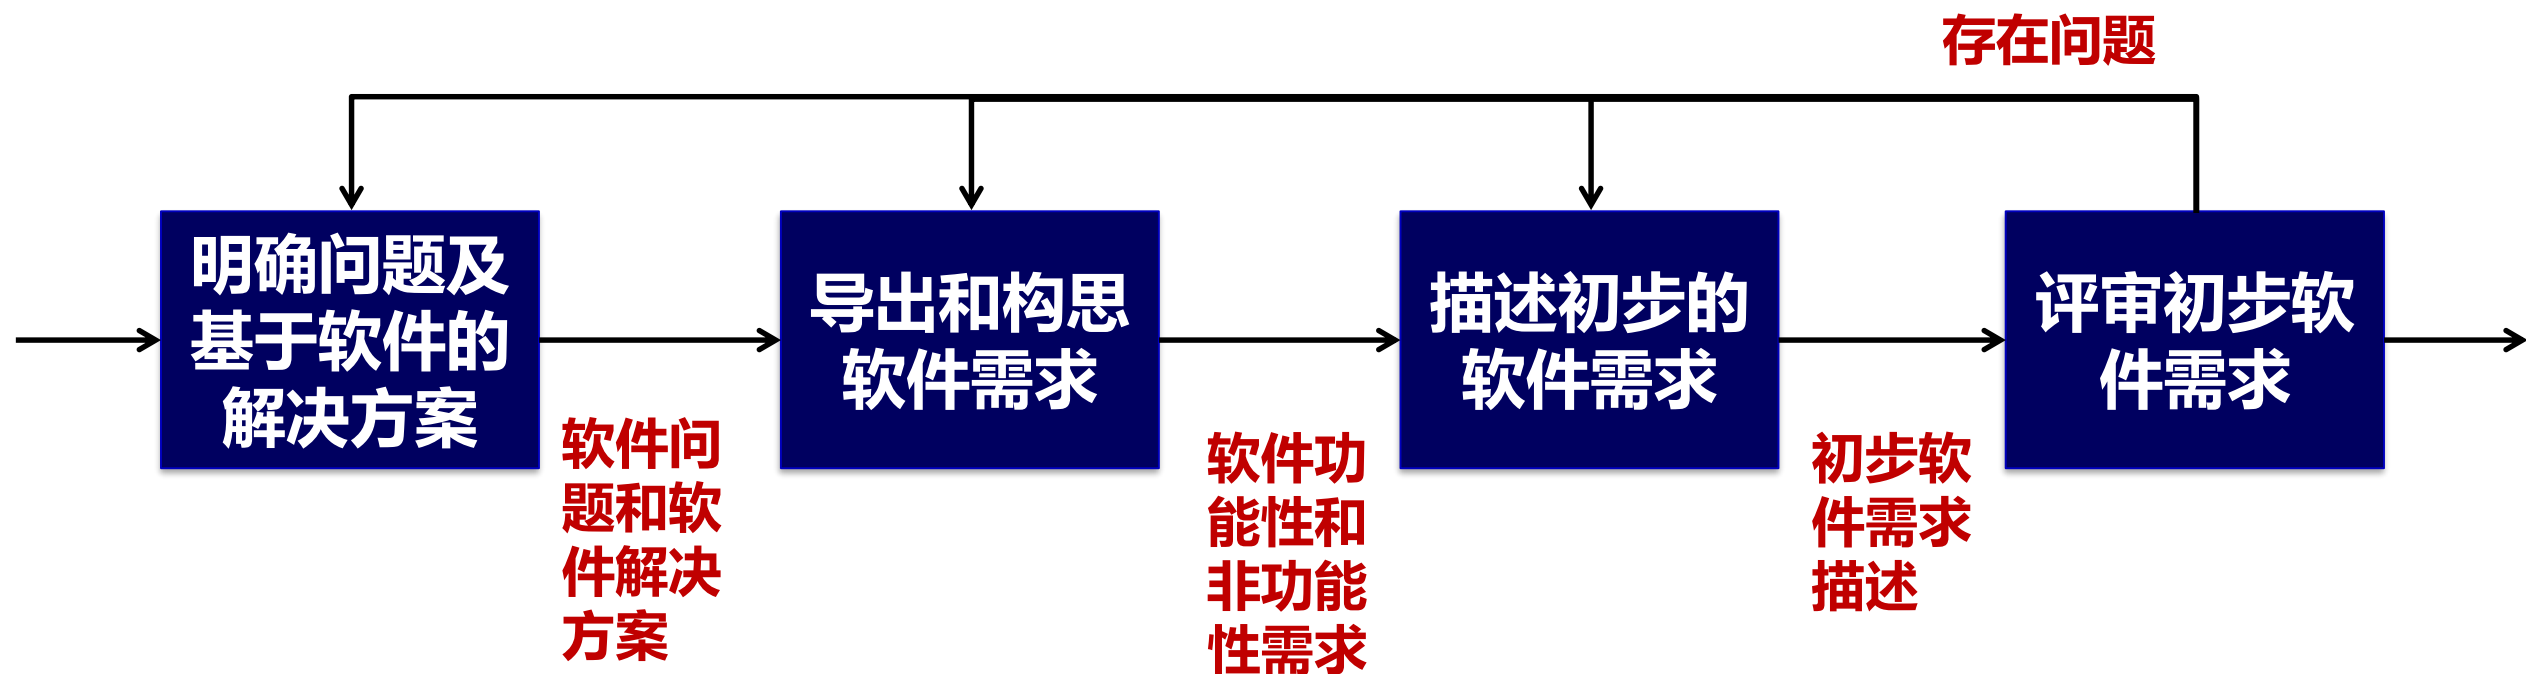 存在问题
明确问题及
基于软件的
解决方案
软件问
题和软
件解决
方案
导出和构思
软件需求
软件功
能性和
非功能
性需求
描述初步的
软件需求
初步软
件需求
描述
评审初步软
件需求